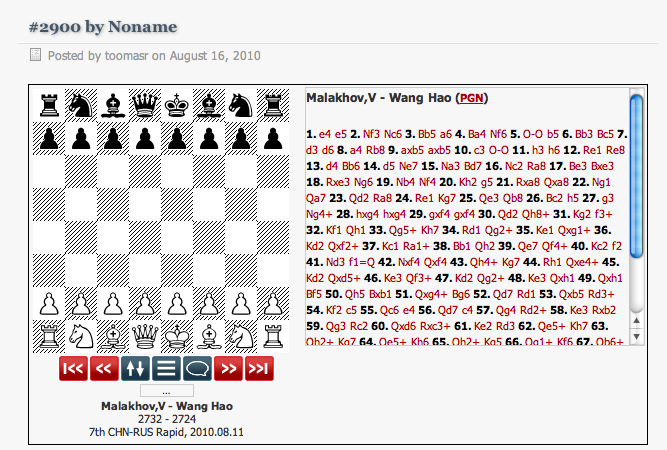 #2900 by Noname
Posted by toomasr on August 16, 2010
Malakhov,V - Wang Hao (PGN)
1. e4 e5 2. Nf3 Nc6 3. Bb5 a6 4. Ba4 Nf6 5. O-O b5 6. Bb3 Bc5 7.
d3 d6 8. a4 Rb8 9. axb5 axb5 10. c3 O-O 11. h3 h6 12. Re1 Re8
13. d4 Bb6 14. d5 Ne7 15. Na3 Bd7 16. Nc2 Ra8 17. Be3 Bxe3
18. Rxe3 Ng6 19. Nb4 Nf4 20. Kh2 g5 21. Rxa8 Qxa8 22. Ng1
Qa7 23. Qd2 Ra8 24. Re1 Kg7 25. Qe3 Qb8 26. Bc2 h5 27. g3
Ng4+ 28. hxg4 hxg4 29. gxf4 gxf4 30. Qd2 Qh8+ 31. Kg2 f3+
32. Kf1 Qh1 33. Qg5+ Kh7 34. Rd1 Qg2+ 35. Ke1 Qxg1+ 36.
Kd2 Qxf2+ 37. Kc1 Ra1+ 38. Bb1 Qh2 39. Qe7 Qf4+ 40. Kc2 f2
41. Nd3 f1=Q 42. Nxf4 Qxf4 43. Qh4+ Kg7 44. Rh1 Qxe4+ 45.
Kd2 Qxd5+ 46. Ke3 Qf3+ 47. Kd2 Qg2+ 48. Ke3 Qxh1 49. Qxh1
Bf5 50. Qh5 Bxb1 51. Qxg4+ Bg6 52. Qd7 Rd1 53. Qxb5 Rd3+
54. Kf2 c5 55. Qc6 e4 56. Qd7 c4 57. Qg4 Rd2+ 58. Ke3 Rxb2
59. Qg3 Rc2 60. Qxd6 Rxc3+ 61. Ke2 Rd3 62. Qe5+ Kh7 63.
Qh2+ Kg7 64. Qe5+ Kh6 65. Qh2+ Kg5 66. Qg1+ Kf6 67. Qh6+
...
Malakhov,V - Wang Hao
2732 - 2724
7th CHN-RUS Rapid, 2010.08.11